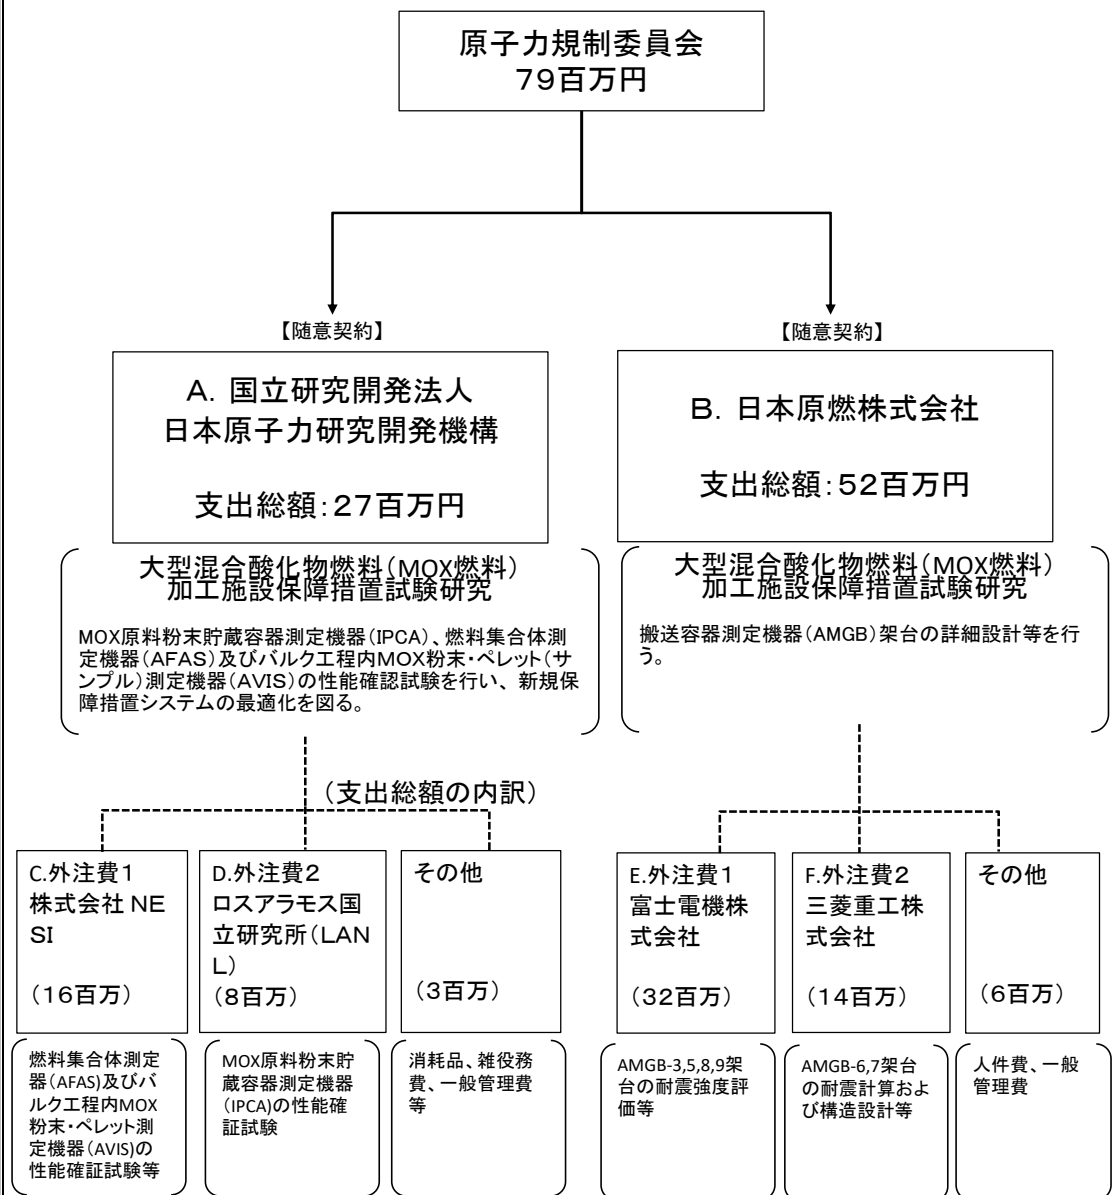 原子力規制委員会
７９百万円
【随意契約】
A. 国立研究開発法人
日本原子力研究開発機構
支出総額：２７百万円
大型混合酸化物燃料（MOX燃料）
加工施設保障措置試験研究
MOX原料粉末貯蔵容器測定機器（IPCA）、燃料集合体測
定機器（AFAS）及びバルク工程内MOX粉末・ペレット（サ
ンプル）測定機器（AVIS）の性能確認試験を行い、新規保
障措置システムの最適化を図る。
【随意契約】
Ｂ. 日本原燃株式会社
支出総額：５２百万円
大型混合酸化物燃料（MOX燃料）
加工施設保障措置試験研究
搬送容器測定機器（AMGB）架台の詳細設計等を行
う。
（支出総額の内訳）
C.外注費１
株式会社 NE
SI
（１６百万）
燃料集合体測定
器（AFAS)及びバ
ルク工程内MOX
粉末・ペレット測
定機器（AVIS)の
性能確証試験等
D.外注費２
ロスアラモス国
立研究所（LAN
L）
（８百万）
MOX原料粉末貯
蔵容器測定機器
（IPCA)の性能確
証試験
その他
（３百万）
消耗品、雑役務
費、一般管理費
等
E.外注費１
富士電機株
式会社
（３２百万）
AMGB-3,5,8,9架
台の耐震強度評
価等
F.外注費２
三菱重工株
式会社
（１４百万）
AMGB-6,7架台
の耐震計算およ
び構造設計等
その他
（６百万）
人件費、一般
管理費